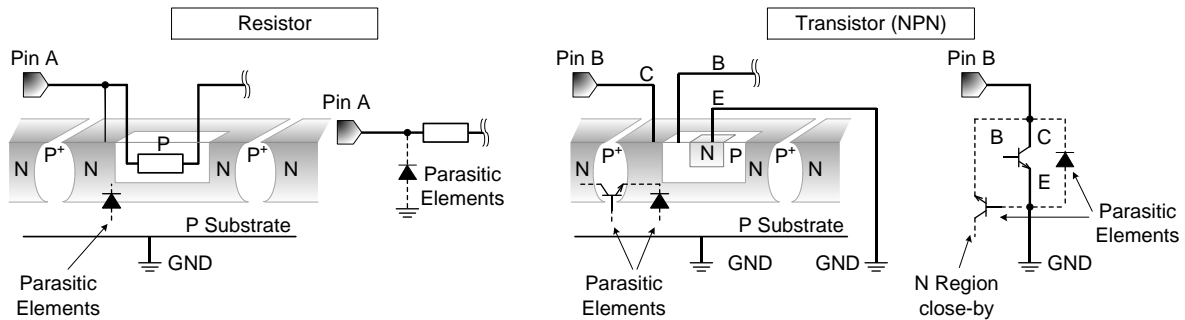 Resistor
Transistor (NPN)
Pin A
Pin B
C
B
E
Pin B
Pin A
N
P+
N
P
P+
N
N
P+
N
N
P
P+
N
B
C
E
Parasitic
Elements
Parasitic
Elements
P Substrate
GND
Parasitic
Elements
P Substrate
GND
GND
Parasitic
Elements
GND
N Region
close-by